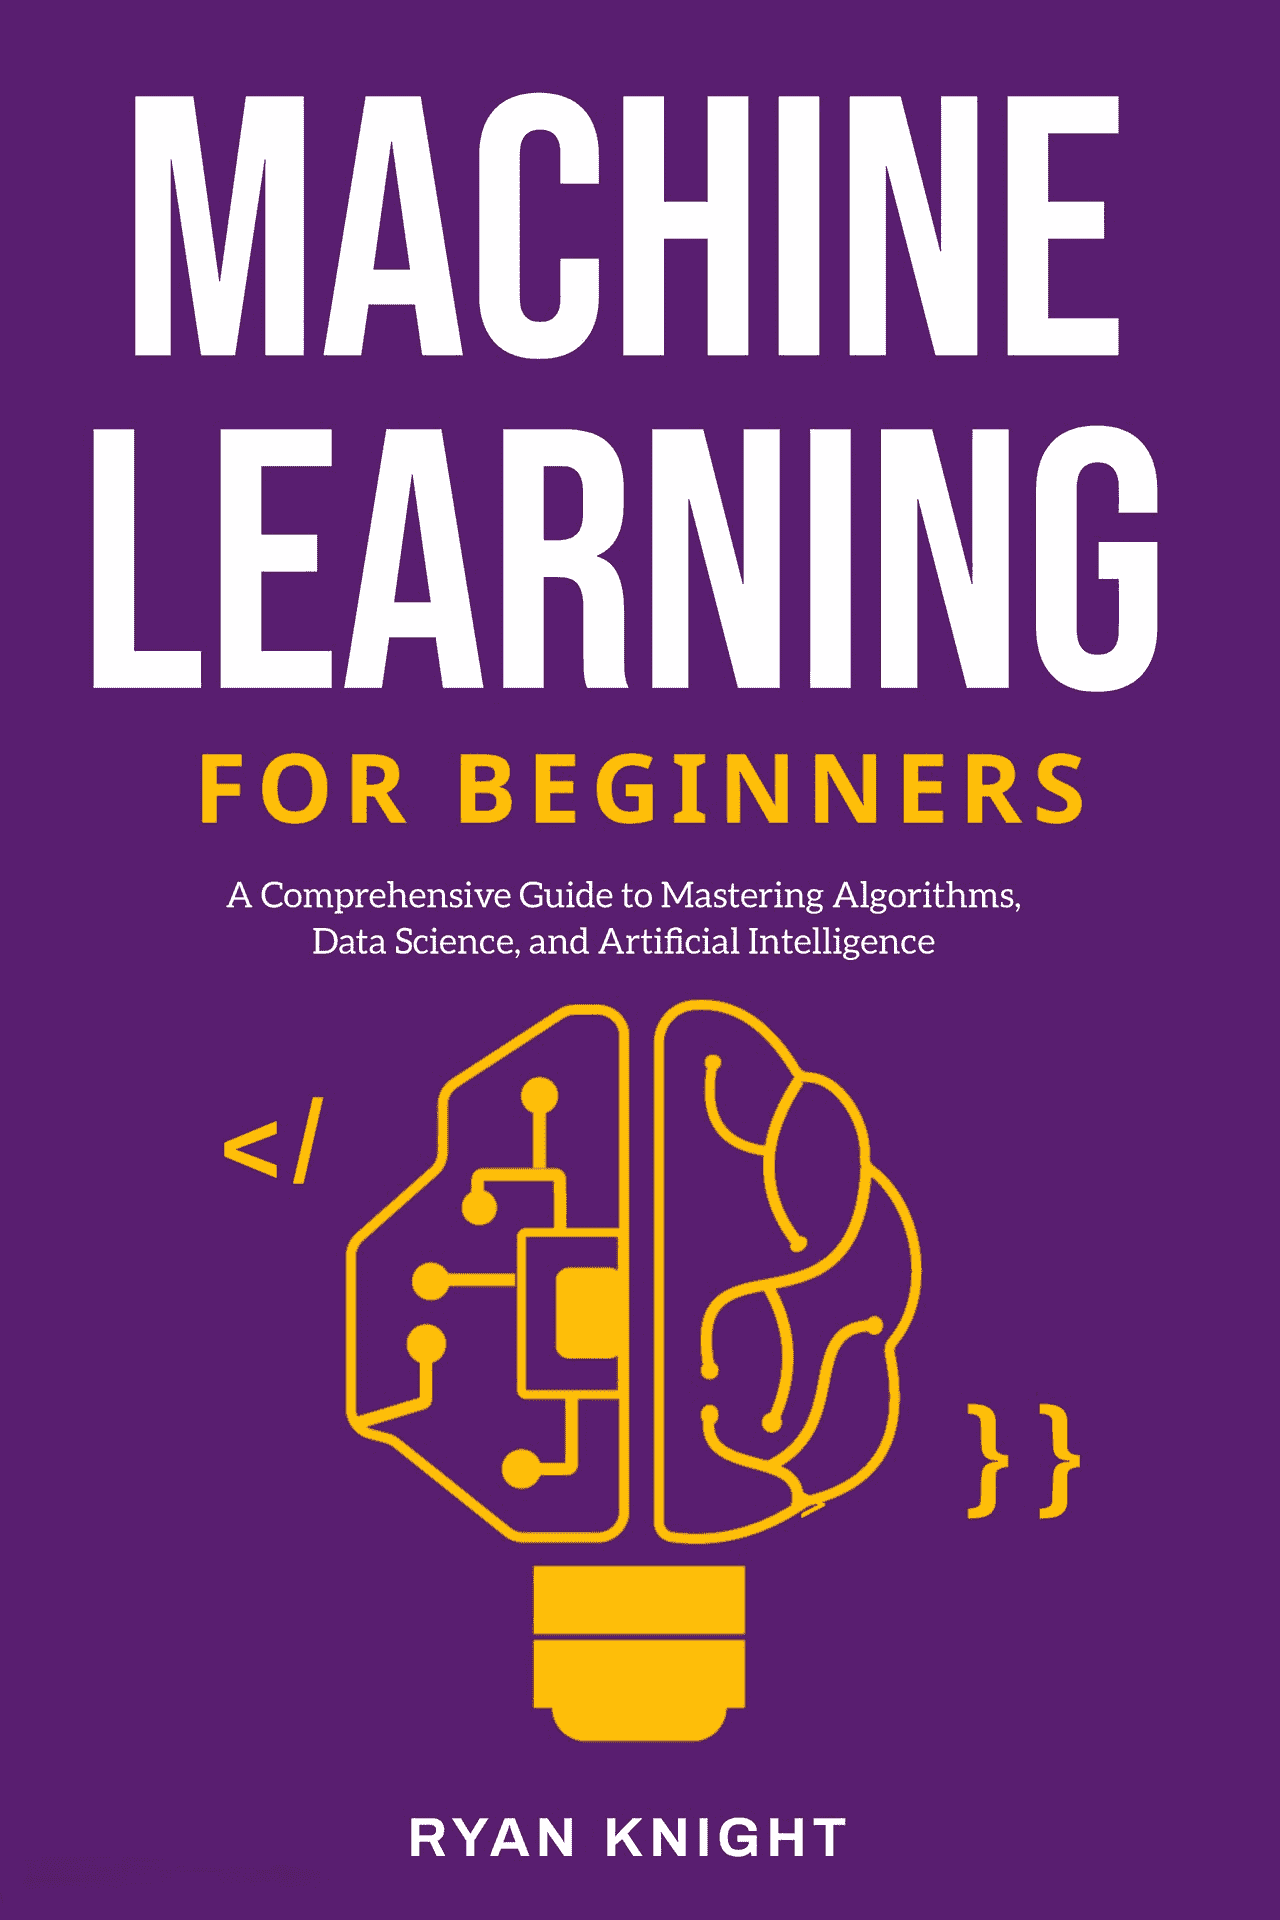 MACHINE
LEARNING
FOR BEGINNERS
A Comprehensive Guide to Mastering Algorithms,
Data Science, and Artificial Intelligence
</
}}
RYAN KNIGHT